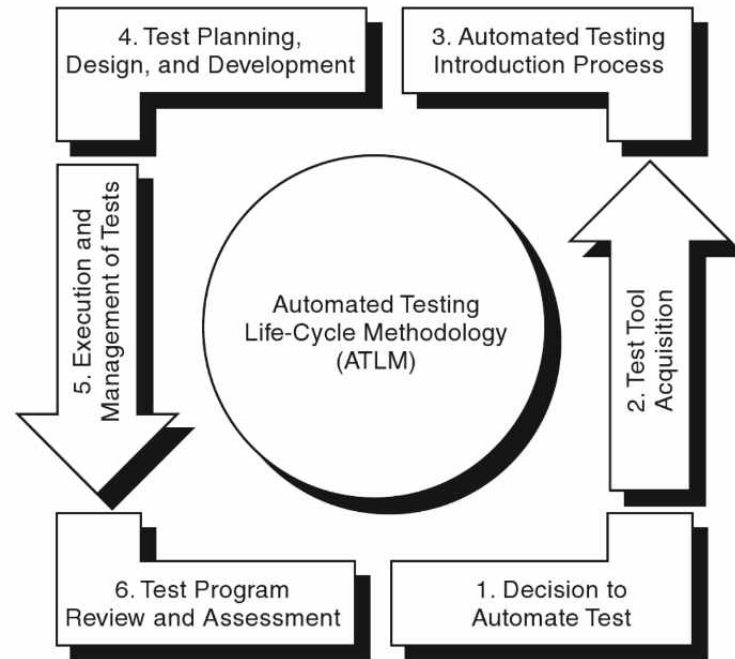 4. Test Planning,
Design, and Development
3. Automated Testing
Introduction Process
5. Execution and
Management of Tests
Automated Testing
Life-Cycle Methodology
(ATLM)
2. Test Tool
Acquisition
6. Test Program
Review and Assessment
1. Decision to
Automate Test